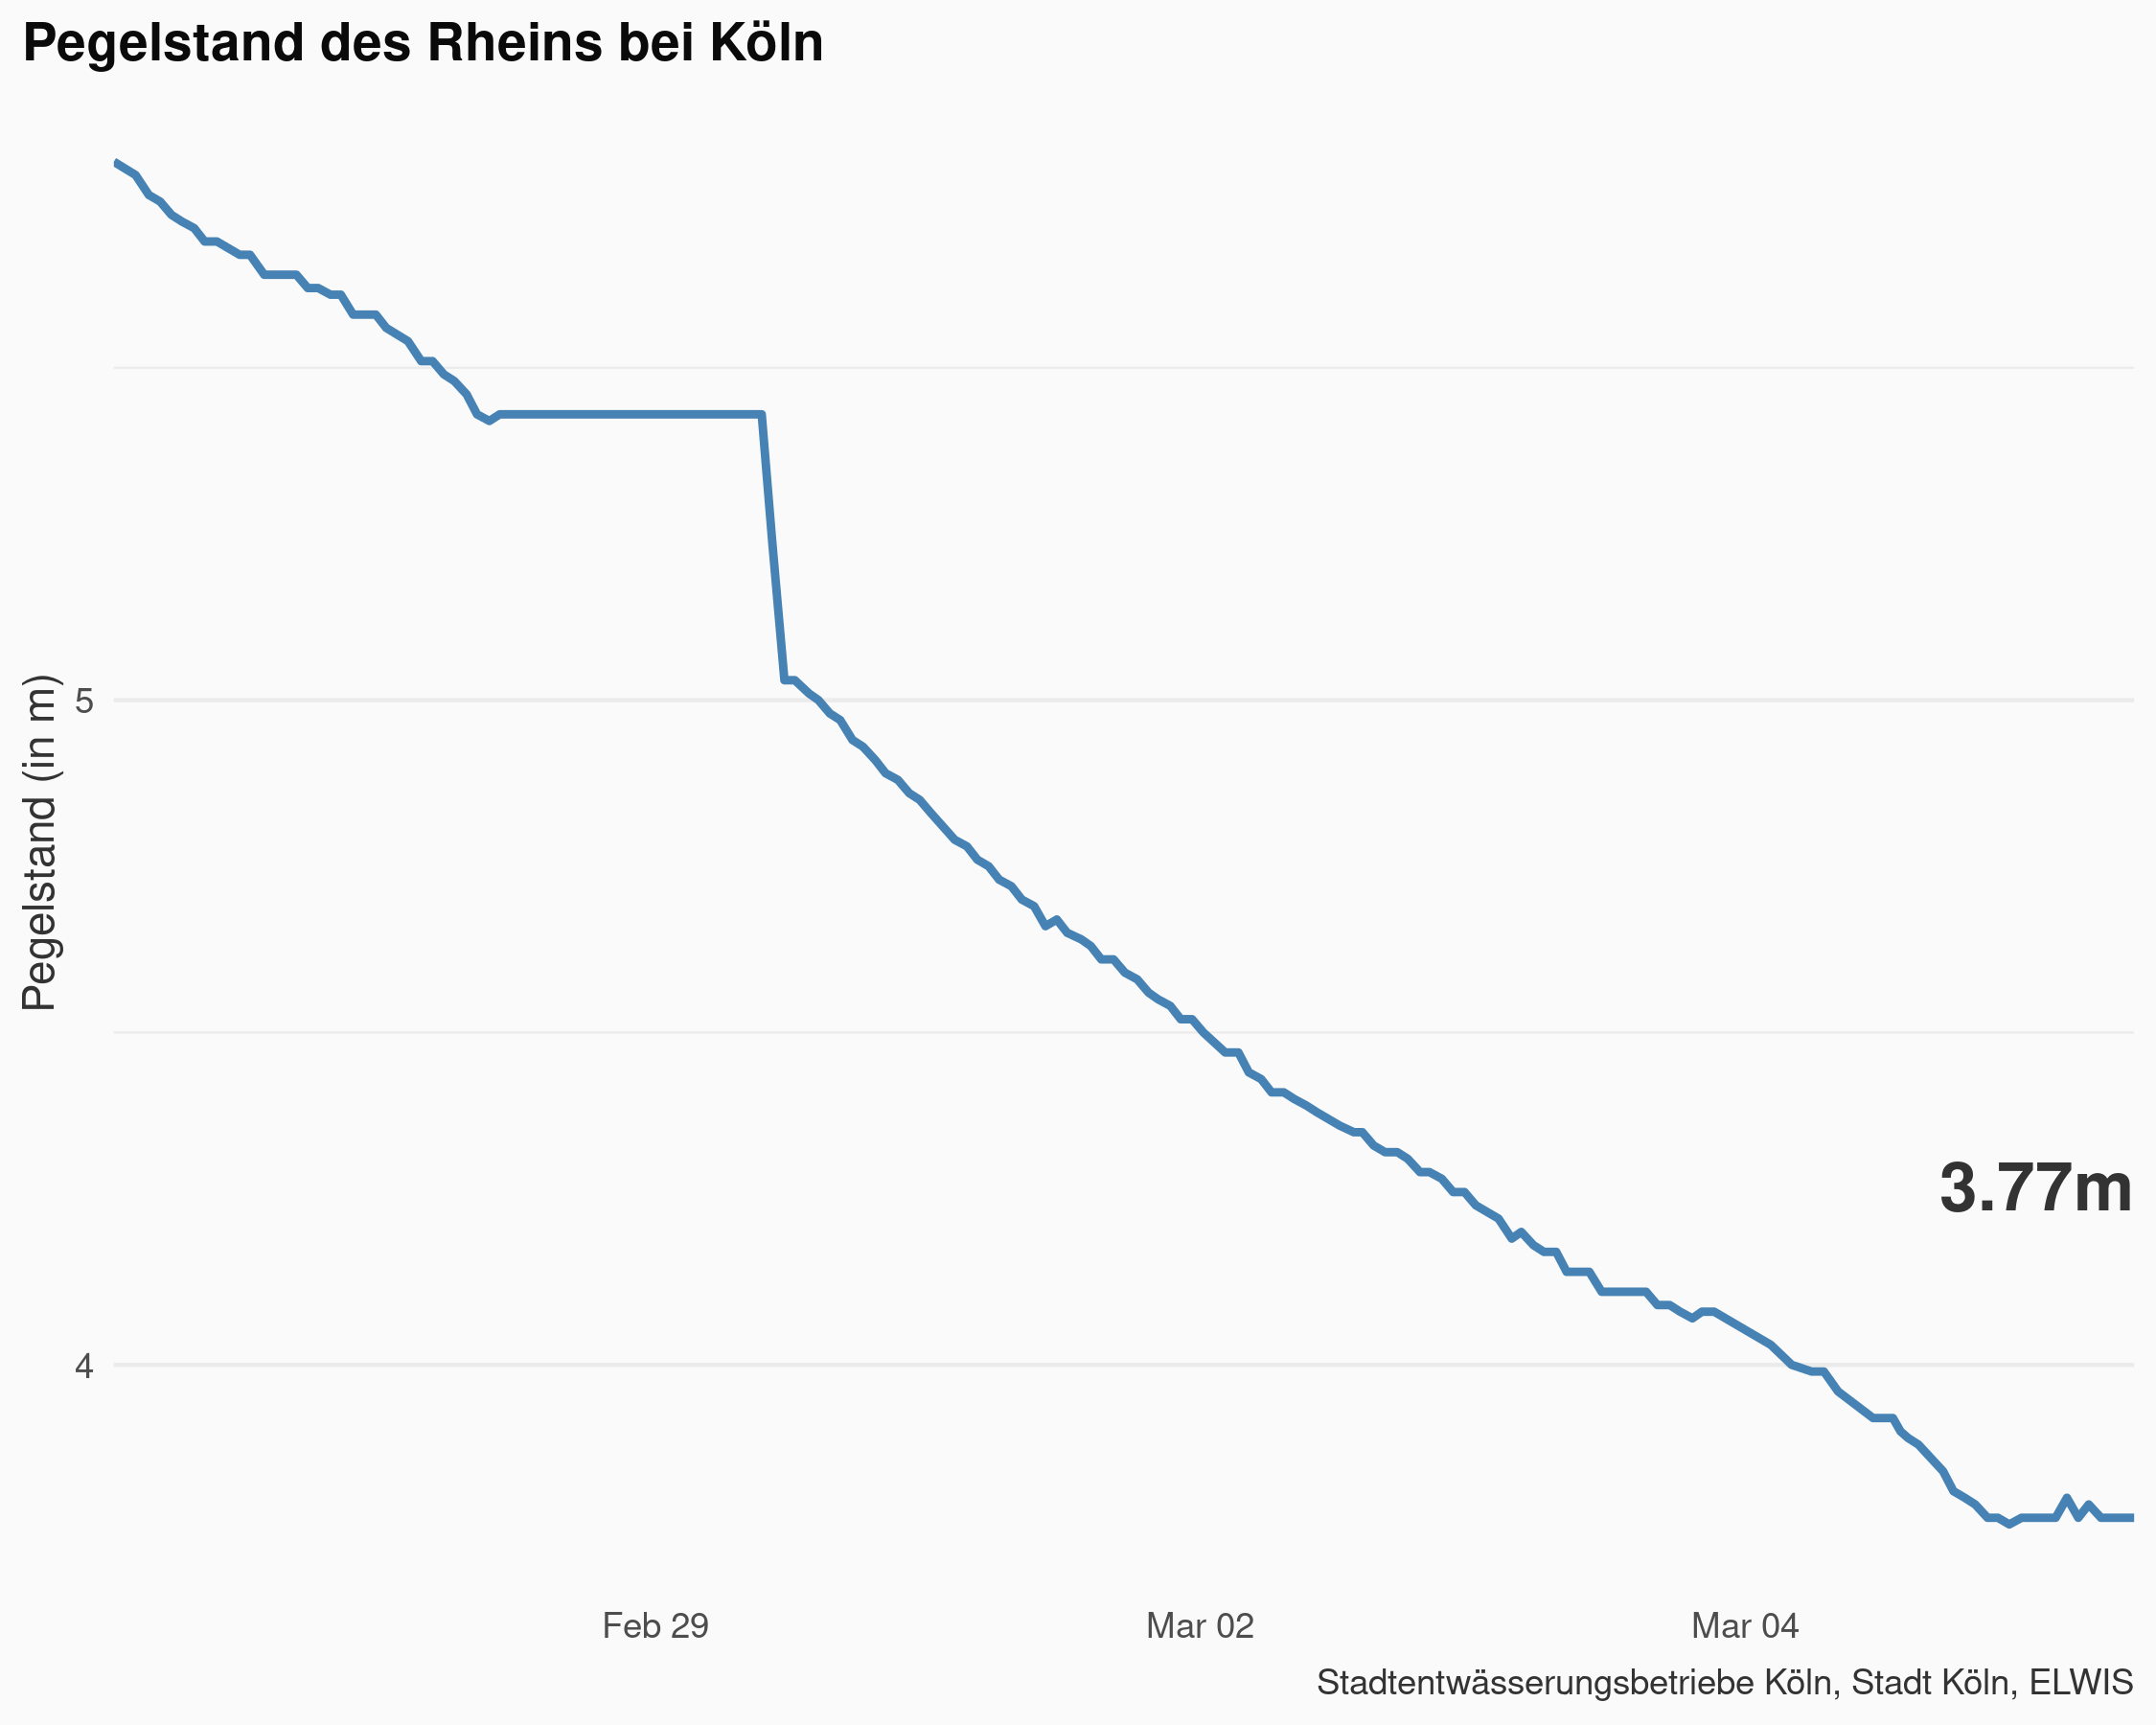 Pegelstand des Rheins bei Köln
Pegelstand (in m)
5
4
3.77m
Feb 29
Mar 02
Mar 04
Stadtentwässerungsbetriebe Köln, Stadt Köln, ELWIS